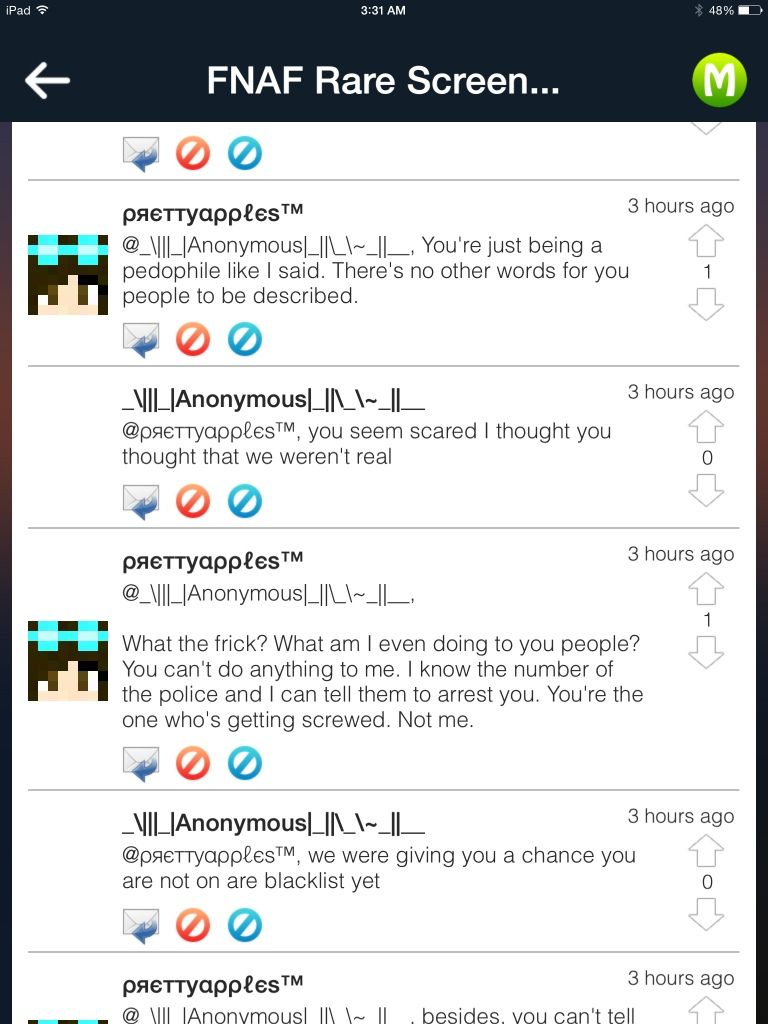 iPad
3:31 AM
48%
FNAF Rare Screen...
M
ρяєттуαρρℓєѕ™
3 hours ago
@_\|||_|Anonymous|_||\_\~_||__, You're just being a
pedophile like I said. There's no other words for you
people to be described.
1
_\|||_|Anonymous|_||\_\~_||__
3 hours ago
@ρяєттуαρρℓєѕ™, you seem scared I thought you
thought that we weren't real
0
ρяєттуαρρℓєѕ™
3 hours ago
@_\|||_|Anonymous|_||\_\~_||__,
What the frick? What am I even doing to you people?
You can't do anything to me. I know the number of
the police and I can tell them to arrest you. You're the
one who's getting screwed. Not me.
1
_\|||_|Anonymous|_||\_\~_||__
3 hours ago
@ρяєттуαρρℓєѕ™, we were giving you a chance you
are not on are blacklist yet
0
ρяєттуαρρℓєѕ™
3 hours ago
@_\|||_|Anonymous|_||\_\~_||__, besides, you can't tell